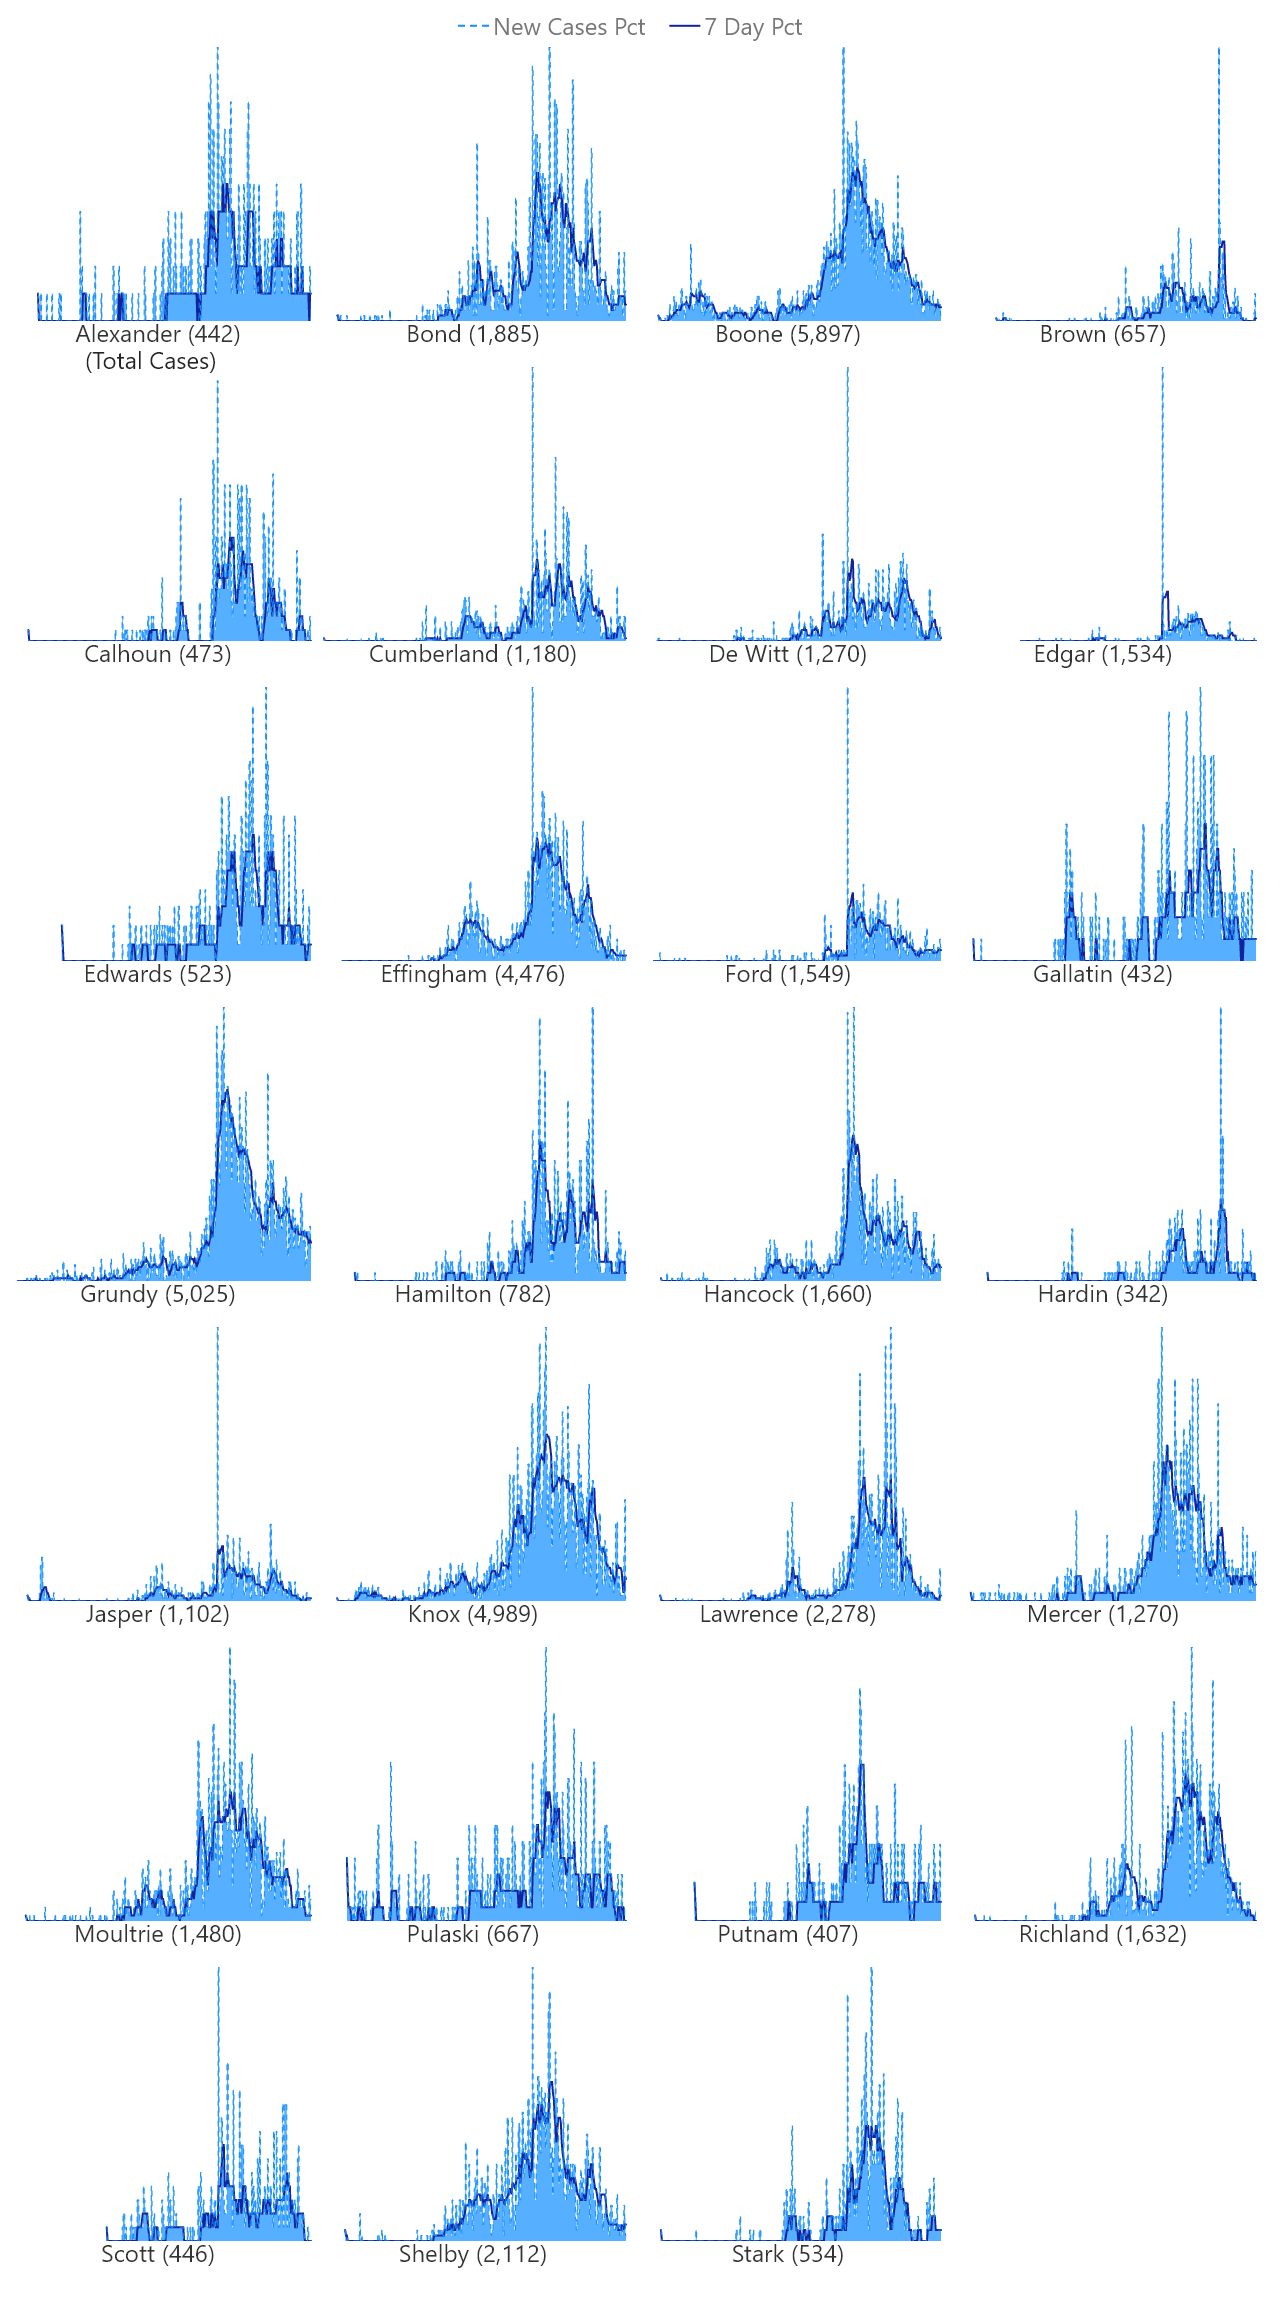 New Cases Pct 7 Day Pct
Alexander (442) Bond (1,885) Boone (5,897) Brown (657)
(Total Cases)
Calhoun (473) Cumberland (1,180) De Witt (1,270) Edgar (1,534)
Edwards (523) Effingham (4,476) Ford (1,549) Gallatin (432)
Grundy (5,025) Hamilton (782) Hancock (1,660) Hardin (342)
Jasper (1,102) Knox (4,989) Lawrence (2,278) Mercer (1,270)
Moultrie (1,480) Pulaski (667) Putnam (407) Richland (1,632)
Scott (446) Shelby (2,112) Stark (534)